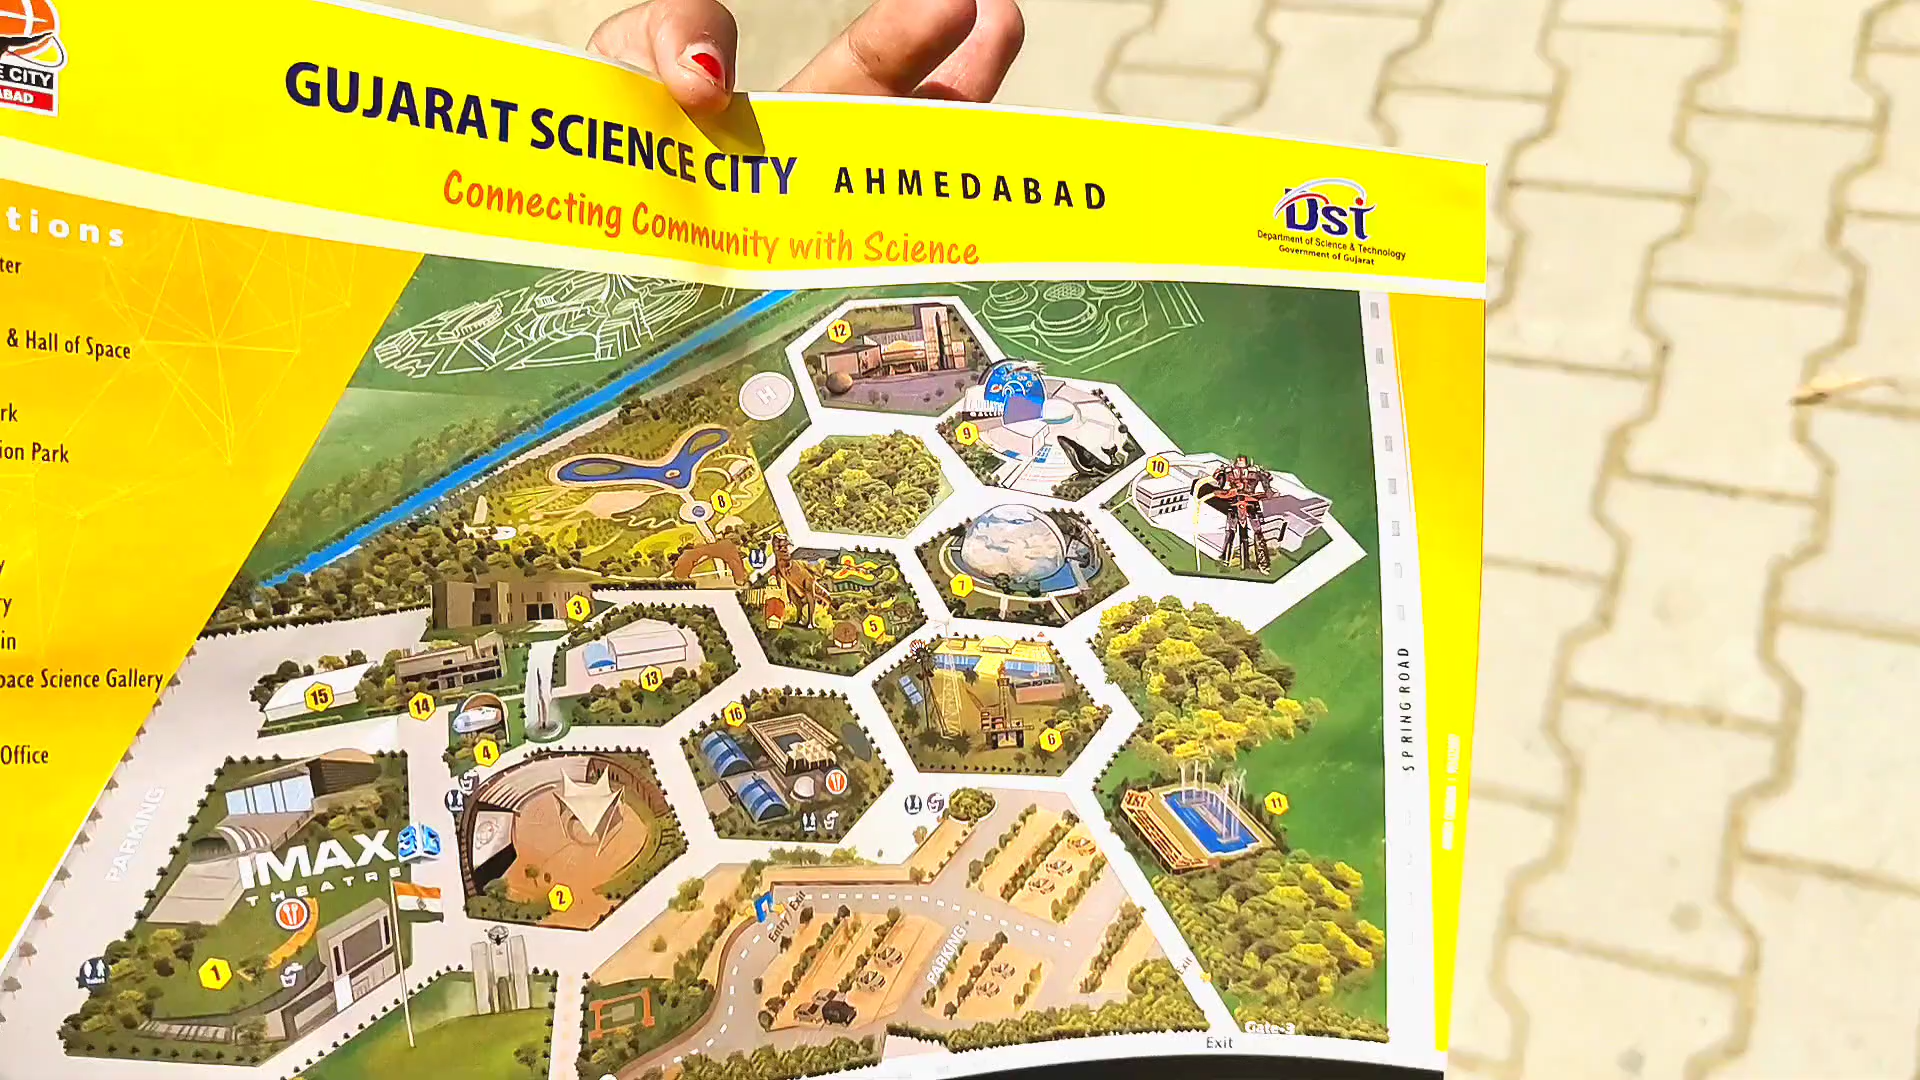 E CITY
ABAD
GUJARAT SCIENCE CITY AHMEDABAD
Connecting Community with Science
Dst
Department of Science & Technology
Government of Gujarat
tions
ter
& Hall of Space
rk
ion Park
y
ry
in
pace Science Gallery
Office
12
H
9
10
8
7
3
5
15
14
13
4
16
6
11
SPRING ROAD
PARKING
IMAX 3D
THEATRE
2
1
Entry Exit
PARKING
Exit
Gate-3
Exit